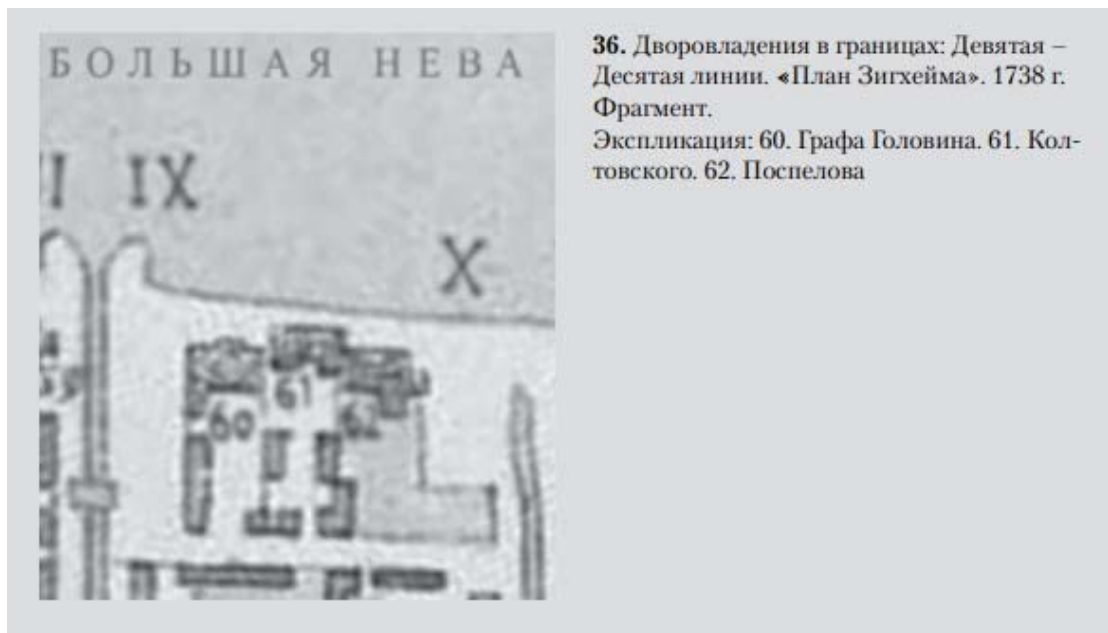 БОЛЬШАЯ НЕВА
IX
X
60
61
62
36. Дворовладения в границах: Девятая –
Десятая линии. «План Зигхейма». 1738 г.
Фрагмент.
Экспликация: 60. Графа Головина. 61. Кол-
товского. 62. Поспелова